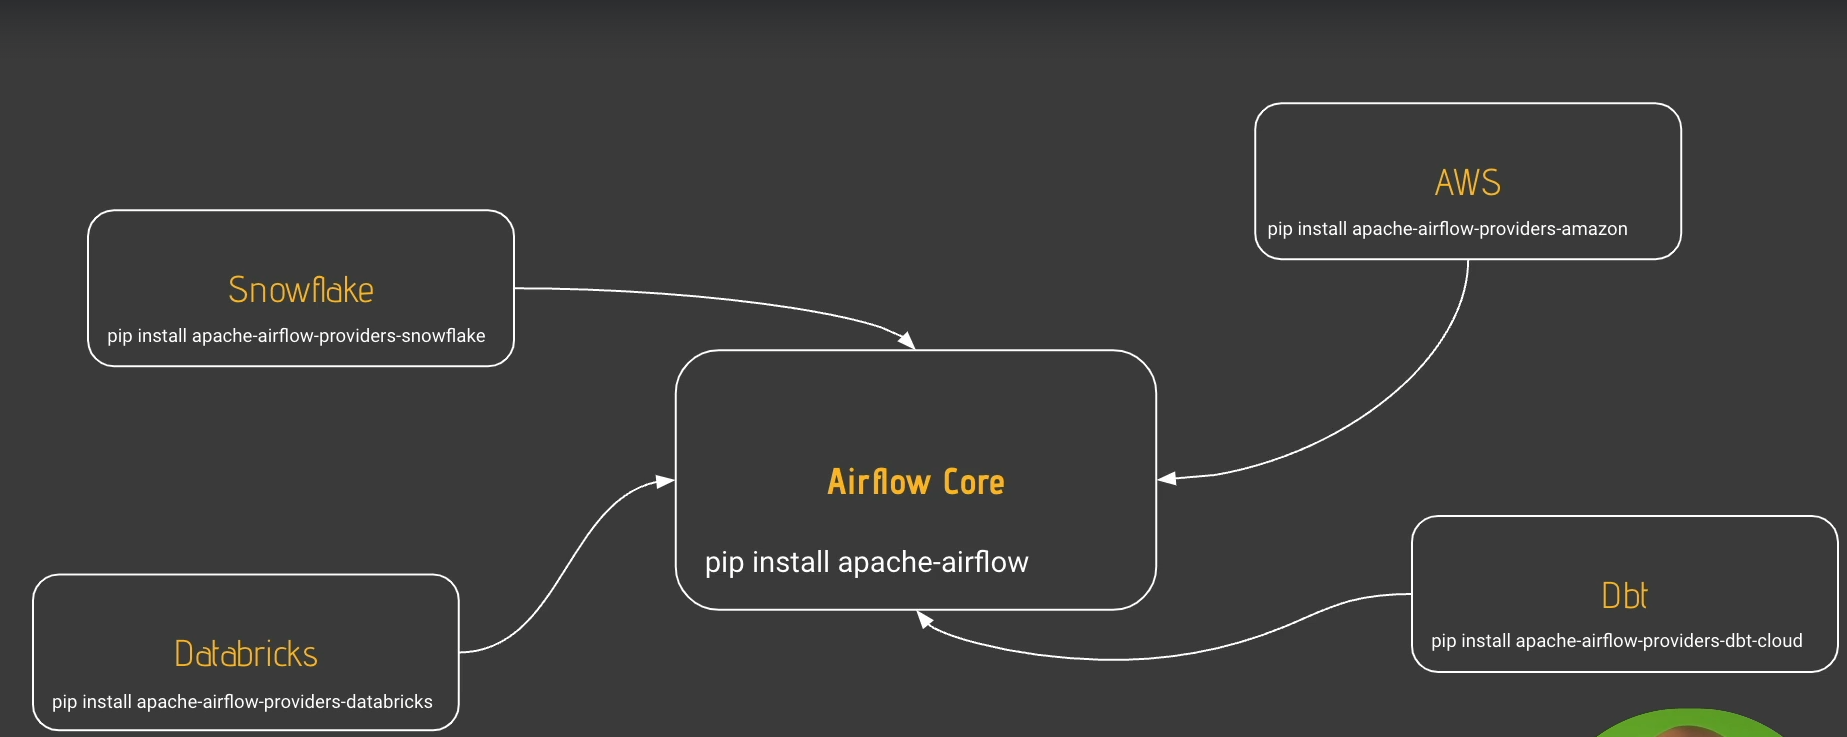 AWS
pip install apache-airflow-providers-amazon
Snowflake
pip install apache-airflow-providers-snowflake
Airflow Core
pip install apache-airflow
Dbt
pip install apache-airflow-providers-dbt-cloud
Databricks
pip install apache-airflow-providers-databricks